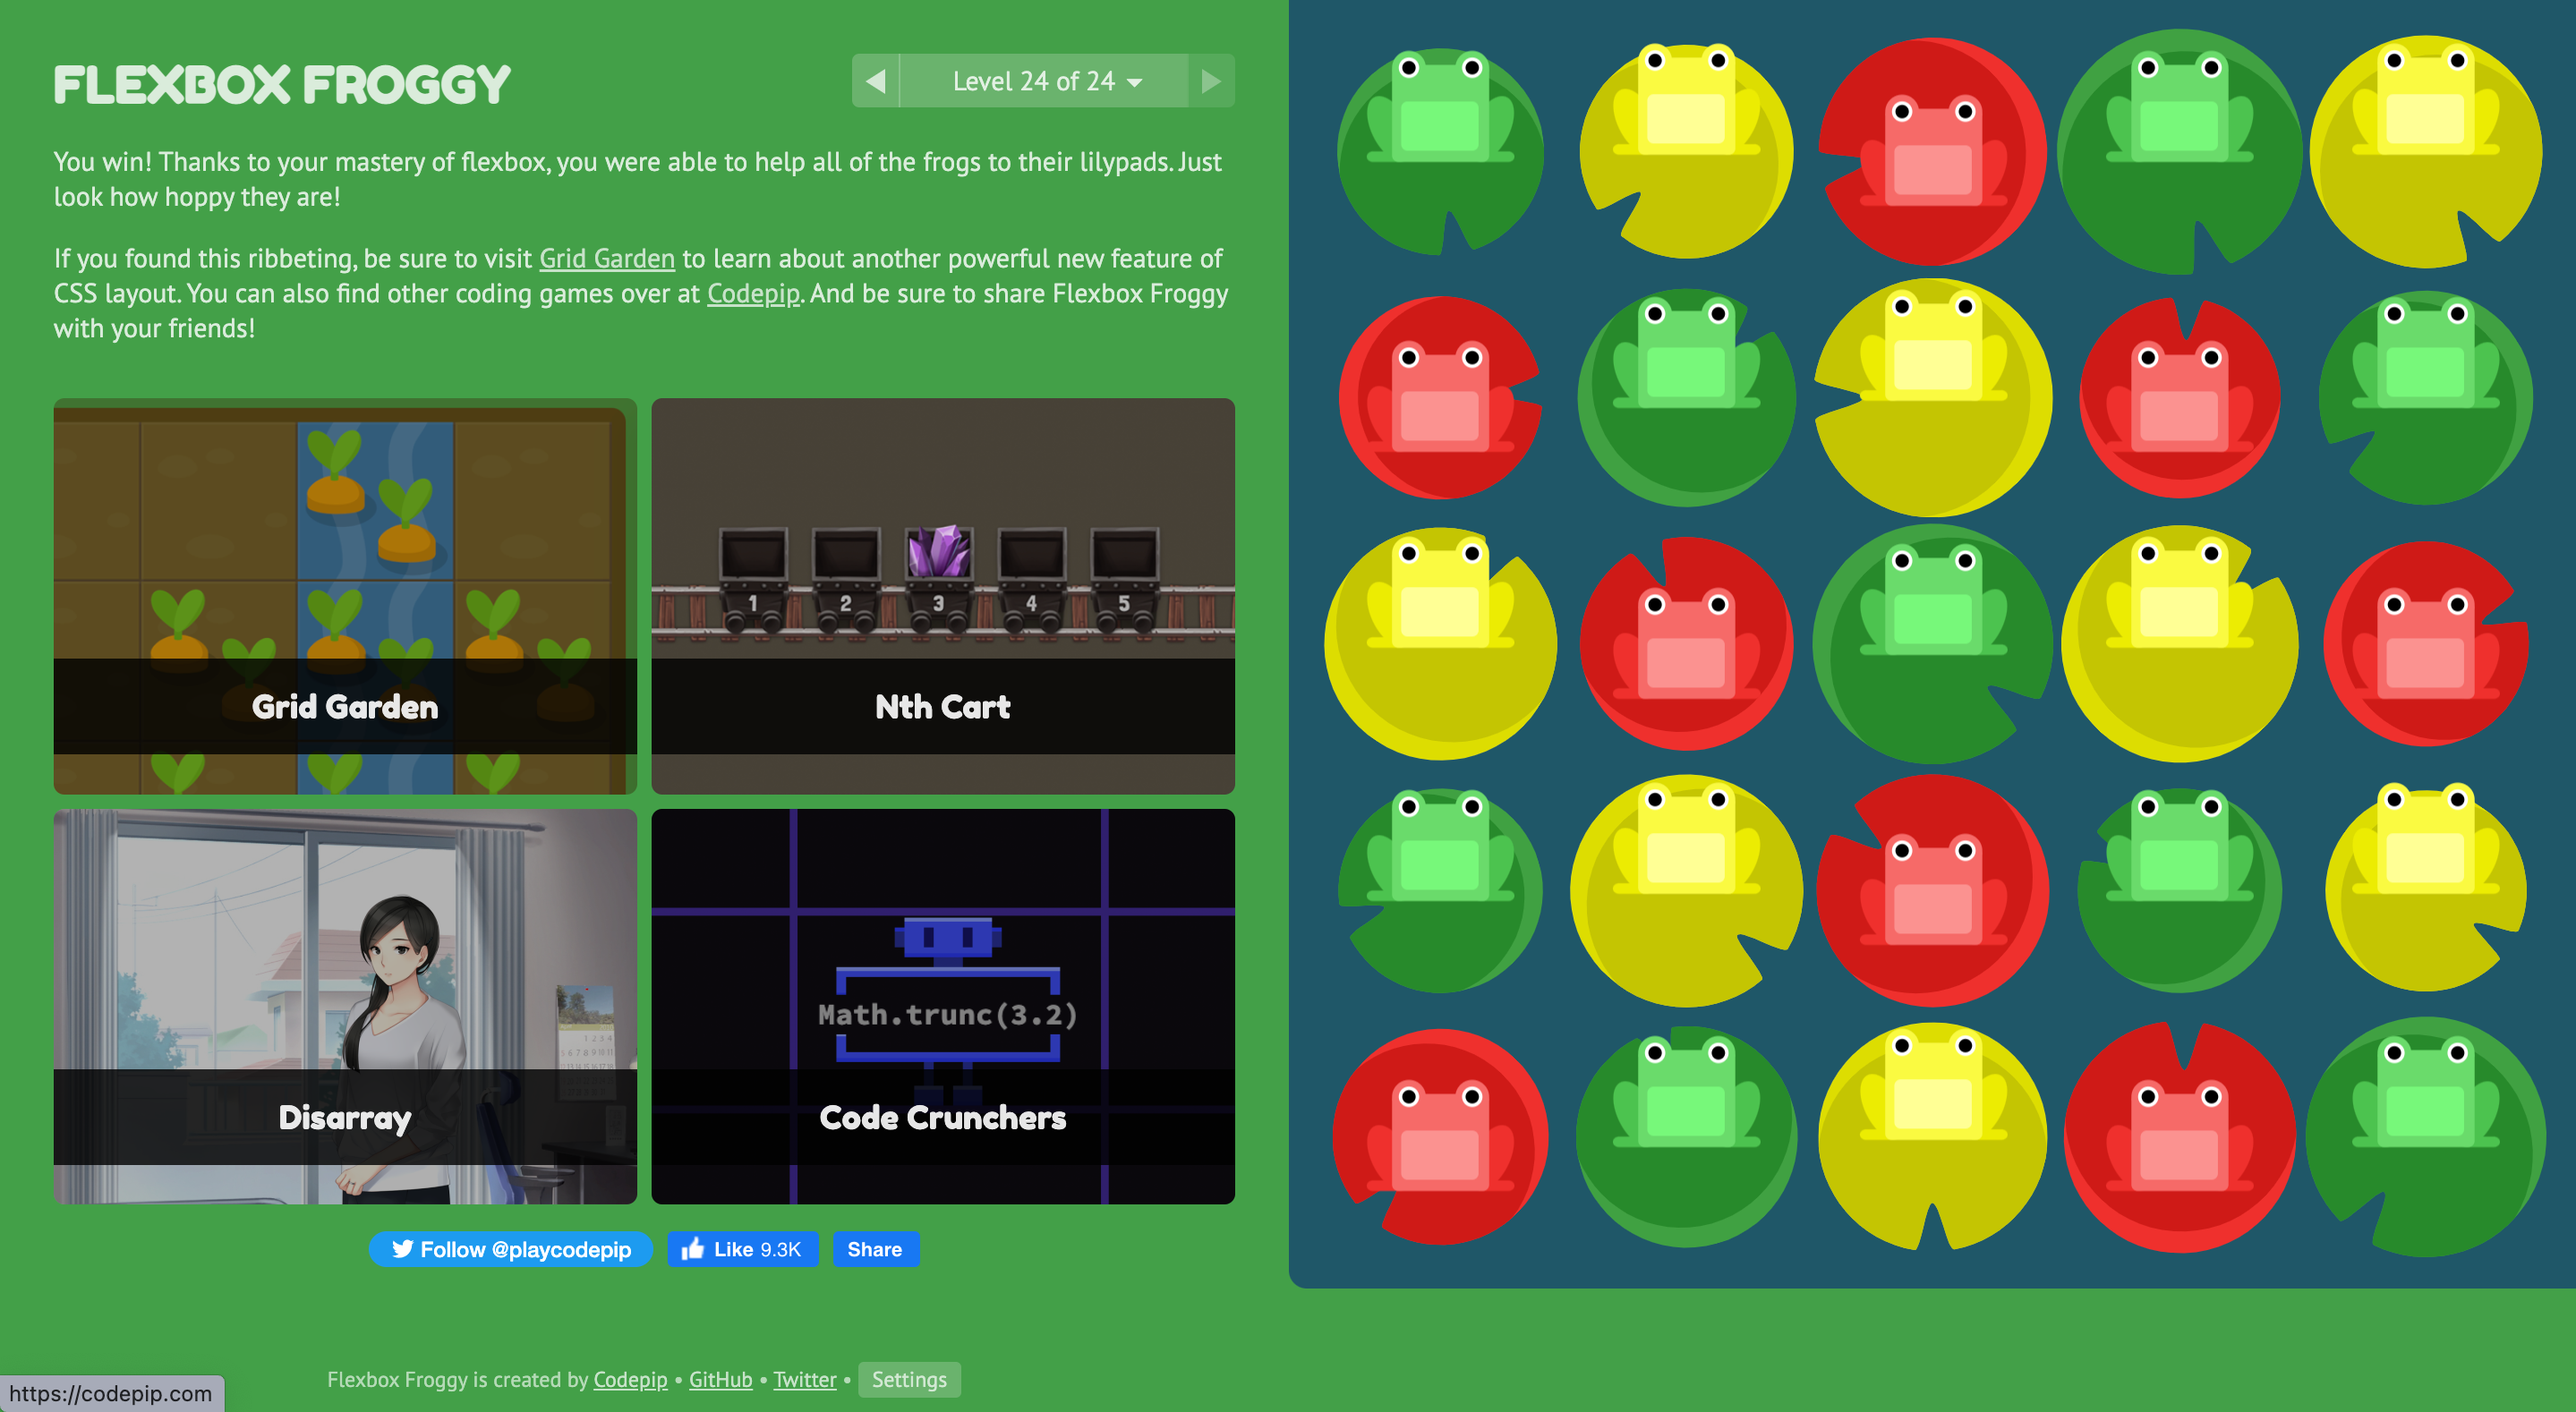 FLEXBOX FROGGY
Level 24 of 24
You win! Thanks to your mastery of flexbox, you were able to help all of the frogs to their lilypads. Just
look how hoppy they are!
If you found this ribbeting, be sure to visit Grid Garden to learn about another powerful new feature of
CSS layout. You can also find other coding games over at Codepip. And be sure to share Flexbox Froggy
with your friends!
Grid Garden
1 2 3 4 5
Nth Cart
Disarray
Math.trunc(3.2)
Code Crunchers
Follow @playcodepip
Like 9.3K
Share
Flexbox Froggy is created by Codepip • GitHub • Twitter • Settings
https://codepip.com